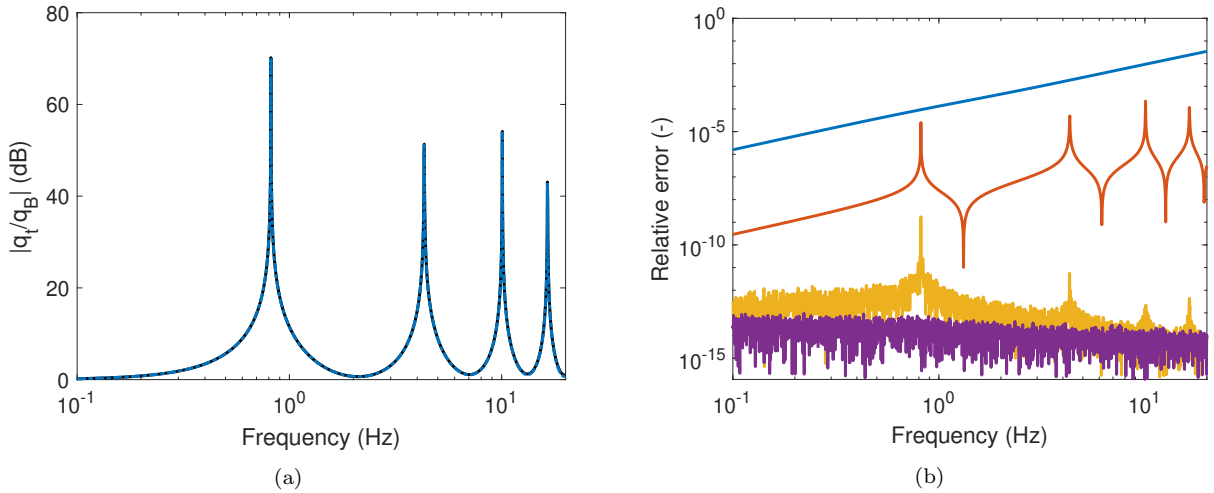 80
60
40
20
0
10^-1
10^0
10^1
|q_t/q_B| (dB)
Frequency (Hz)
(a)
10^0
10^-5
10^-10
10^-15
10^-1
10^0
10^1
Relative error (-)
Frequency (Hz)
(b)